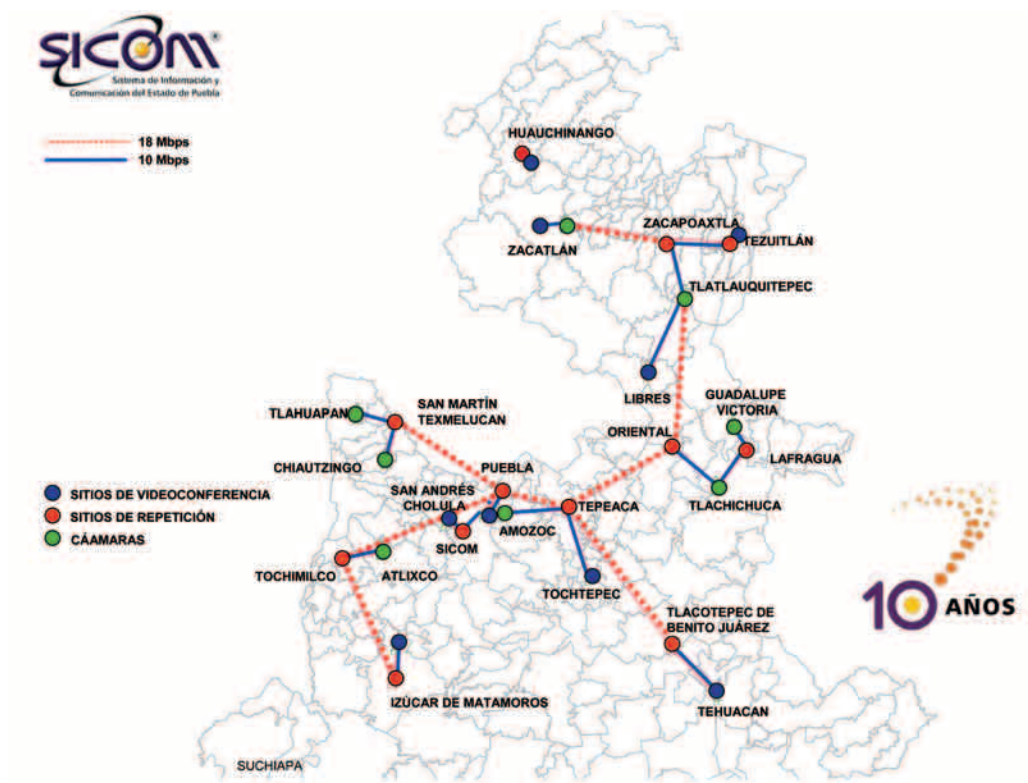 SICOM®
Sistema de Información y
Comunicación del Estado de Puebla
18 Mbps
10 Mbps
HUAUCHINANGO
ZACAPOAXTLA
TEZUITLÁN
ZACATLÁN
TLATLAUQUITEPEC
LIBRES
GUADALUPE
VICTORIA
TLAHUAPAN
SAN MARTÍN
TEXMELUCAN
ORIENTAL
LAFRAGUA
CHIAUTZINGO
PUEBLA
SITIOS DE VIDEOCONFERENCIA
SAN ANDRÉS
CHOLULA
TEPEACA
TLACHICHUCA
SITIOS DE REPETICIÓN
AMOZOC
CÁAMARAS
SICOM
TOCHIMILCO
ATLIXCO
TOCHTEPEC
10 AÑOS
TLACOTEPEC DE
BENITO JUÁREZ
IZÚCAR DE MATAMOROS
TEHUACAN
SUCHIAPA